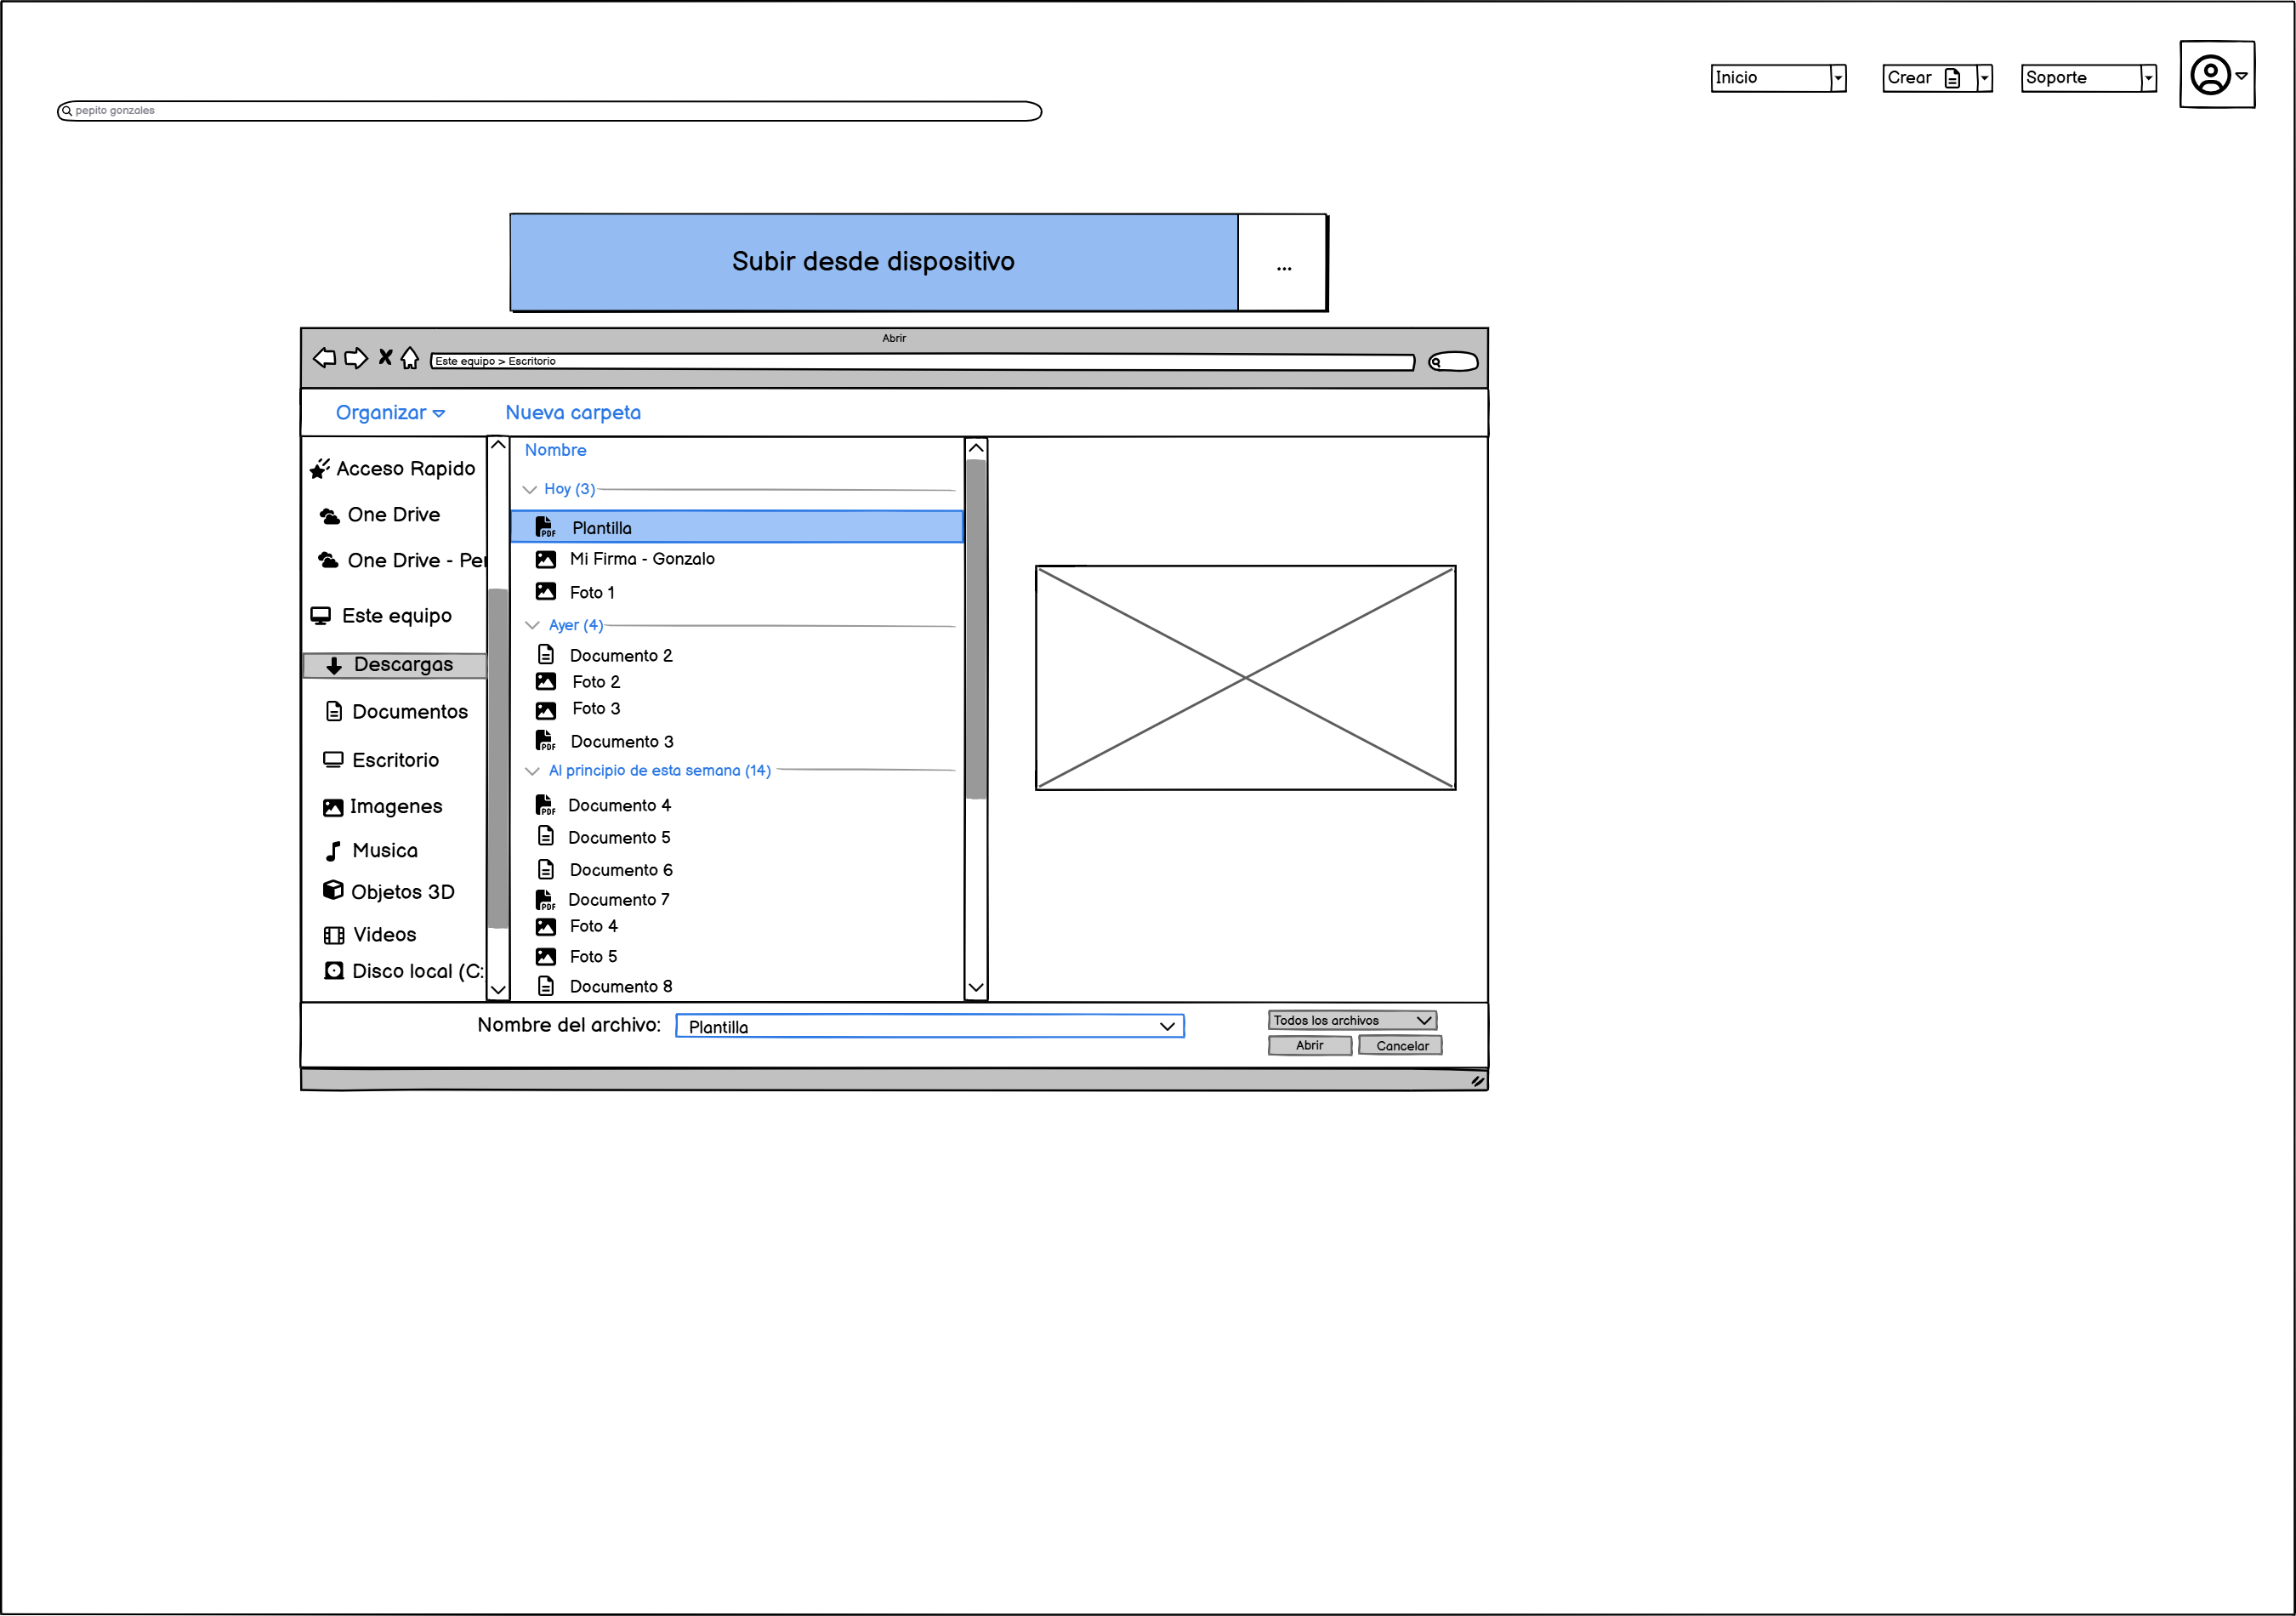 Inicio
Crear
Soporte
pepito gonzales
Subir desde dispositivo
...
Abrir
Este equipo > Escritorio
Organizar
Nueva carpeta
Acceso Rapido
One Drive
One Drive - Per
Este equipo
Descargas
Documentos
Escritorio
Imagenes
Musica
Objetos 3D
Videos
Disco local (C:
Nombre
Hoy (3)
PDF Plantilla
Mi Firma - Gonzalo
Foto 1
Ayer (4)
Documento 2
Foto 2
Foto 3
PDF Documento 3
Al principio de esta semana (14)
PDF Documento 4
Documento 5
Documento 6
PDF Documento 7
Foto 4
Foto 5
Documento 8
Nombre del archivo:
Plantilla
Todos los archivos
Abrir
Cancelar